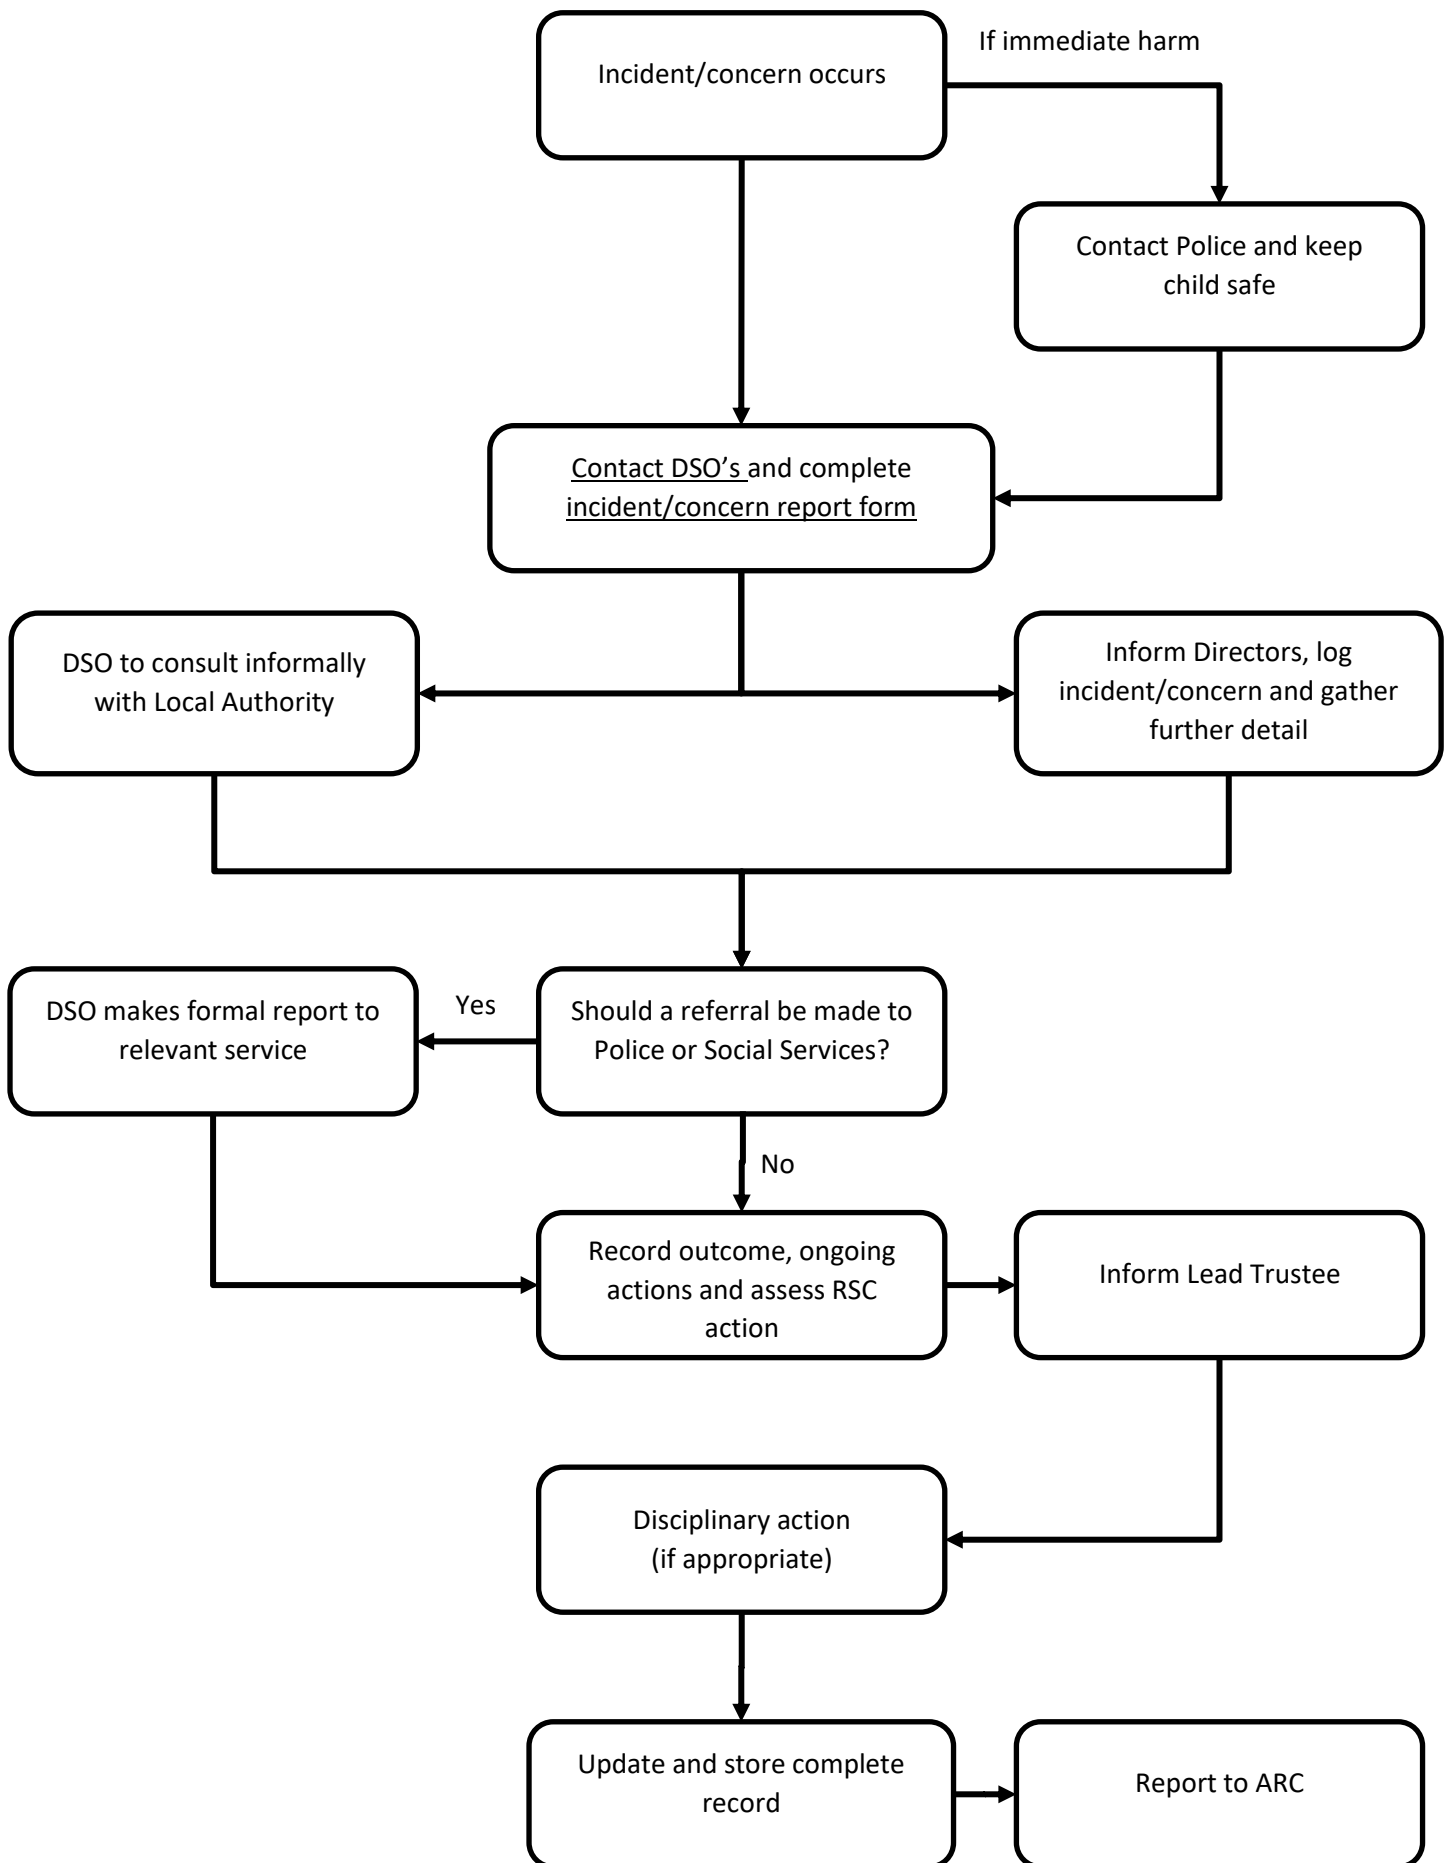 If immediate harm
Incident/concern occurs
Contact Police and keep
child safe
Contact DSO’s and complete
incident/concern report form
DSO to consult informally
with Local Authority
Inform Directors, log
incident/concern and gather
further detail
DSO makes formal report to
relevant service
Yes
Should a referral be made to
Police or Social Services?
No
Record outcome, ongoing
actions and assess RSC
action
Inform Lead Trustee
Disciplinary action
(if appropriate)
Update and store complete
record
Report to ARC